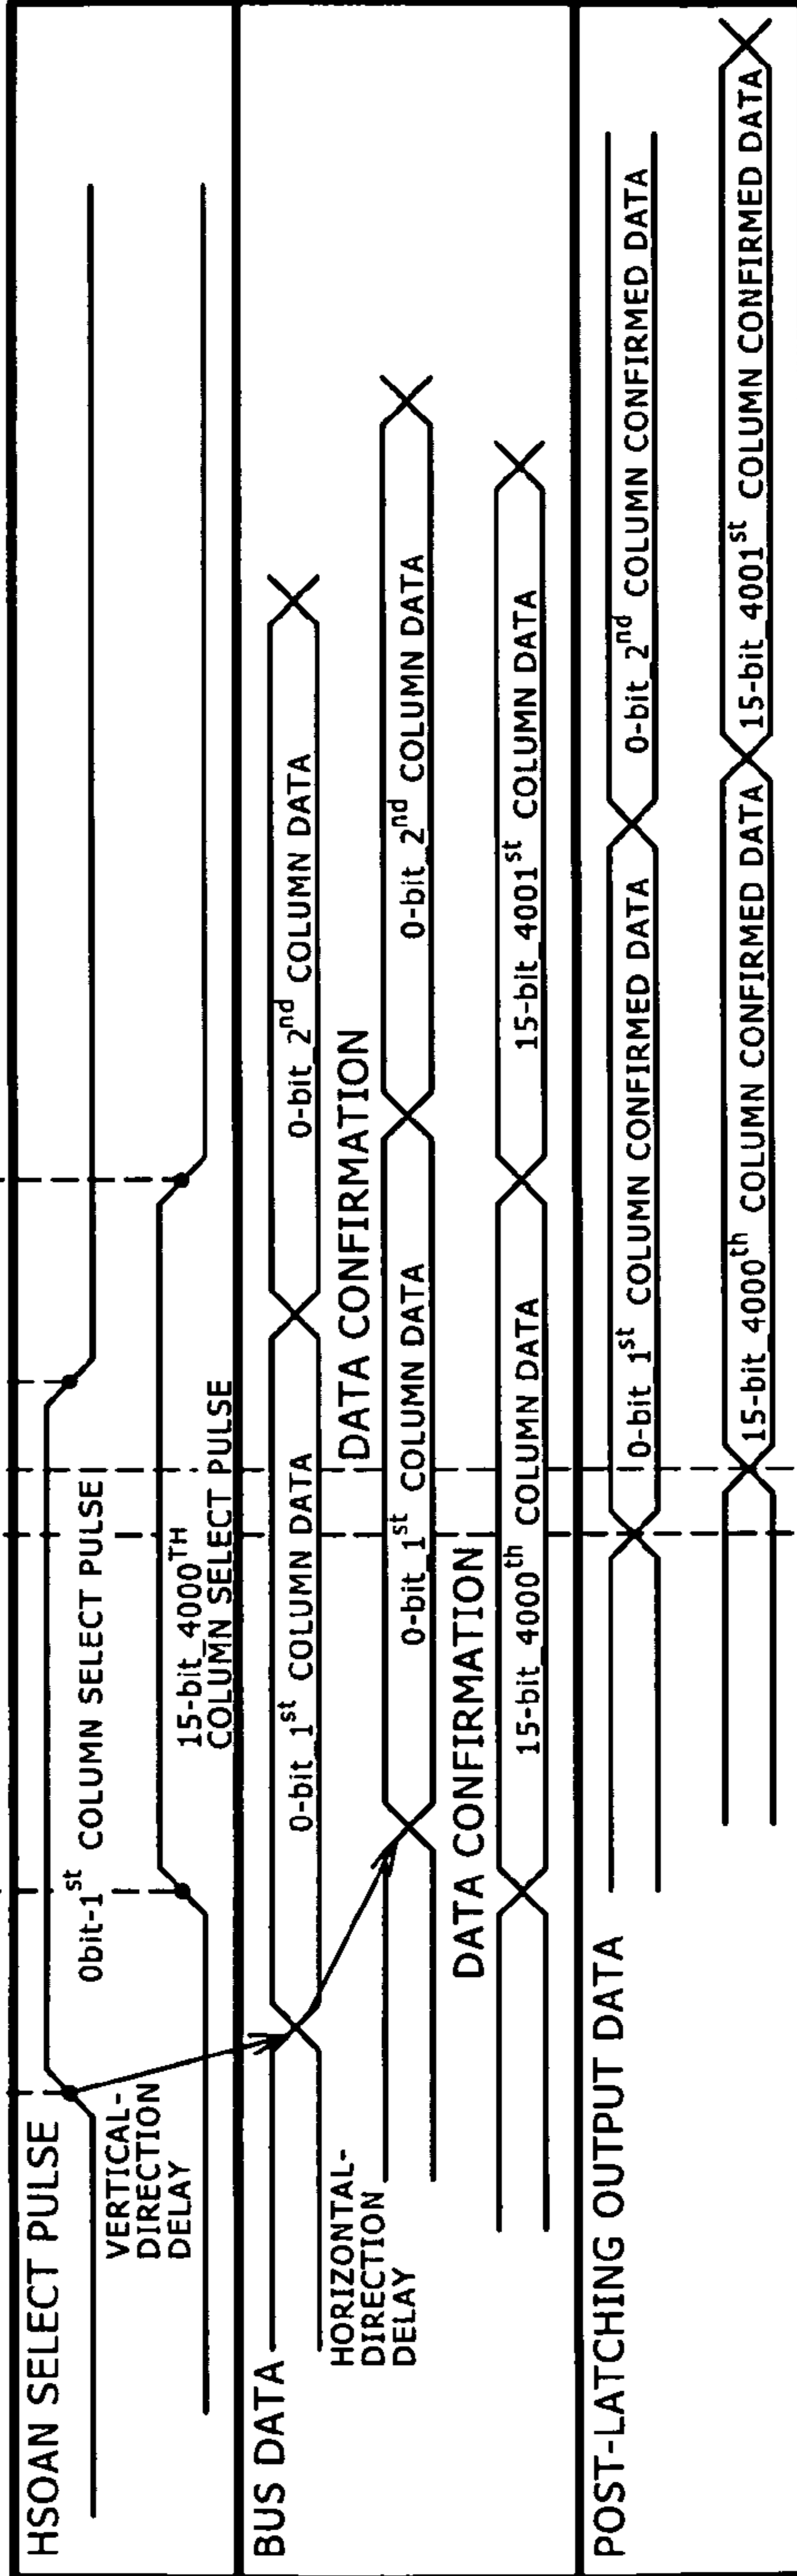 HSOAN SELECT PULSE
0bit-1st COLUMN SELECT PULSE
VERTICAL-
DIRECTION
DELAY
15-bit_4000TH
COLUMN SELECT PULSE
BUS DATA
0-bit_1st COLUMN DATA
0-bit_2nd COLUMN DATA
HORIZONTAL-
DIRECTION
DELAY
DATA CONFIRMATION
0-bit_1st COLUMN DATA
0-bit_2nd COLUMN DATA
DATA CONFIRMATION
15-bit_4000th COLUMN DATA
15-bit_4001st COLUMN DATA
POST-LATCHING OUTPUT DATA
0-bit_1st COLUMN CONFIRMED DATA
0-bit_2nd COLUMN CONFIRMED DATA
15-bit_4000th COLUMN CONFIRMED DATA
15-bit_4001st COLUMN CONFIRMED DATA